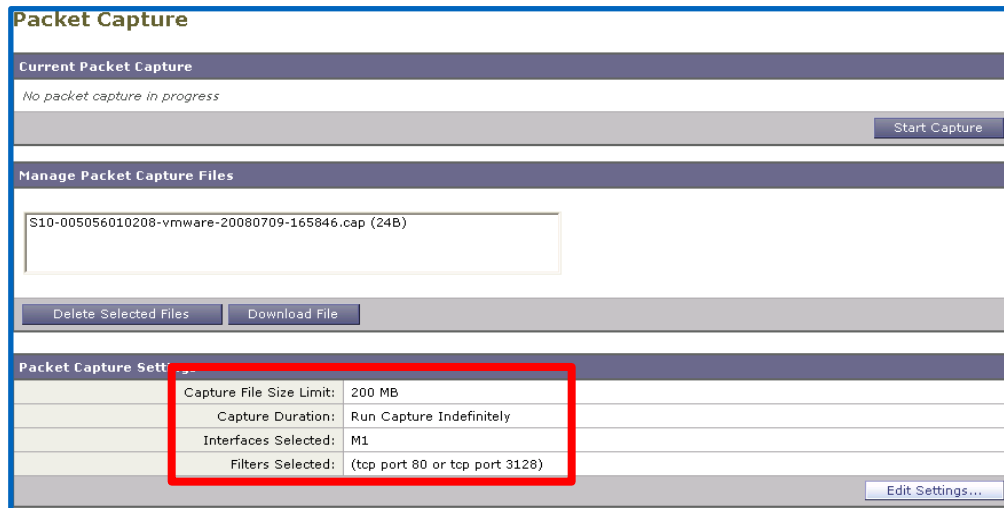 Packet Capture
Current Packet Capture
No packet capture in progress
Start Capture
Manage Packet Capture Files
S10-005056010208-vmware-20080709-165846.cap (24B)
Delete Selected Files Download File
Packet Capture Settings
Capture File Size Limit: 200 MB
Capture Duration: Run Capture Indefinitely
Interfaces Selected: M1
Filters Selected: (tcp port 80 or tcp port 3128)
Edit Settings...